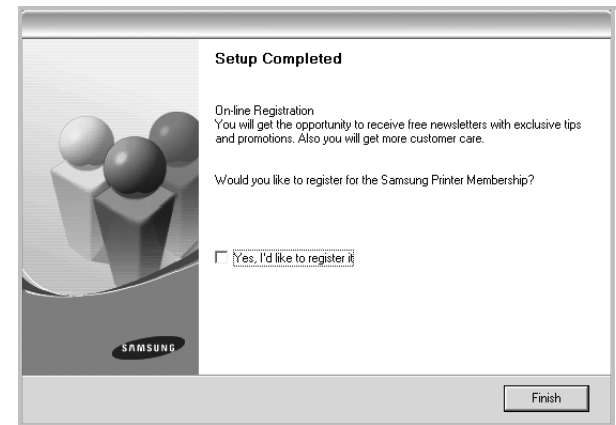 Setup Completed
On-line Registration
You will get the opportunity to receive free newsletters with exclusive tips
and promotions. Also you will get more customer care.
Would you like to register for the Samsung Printer Membership?
Yes, I'd like to register it
SAMSUNG
Finish